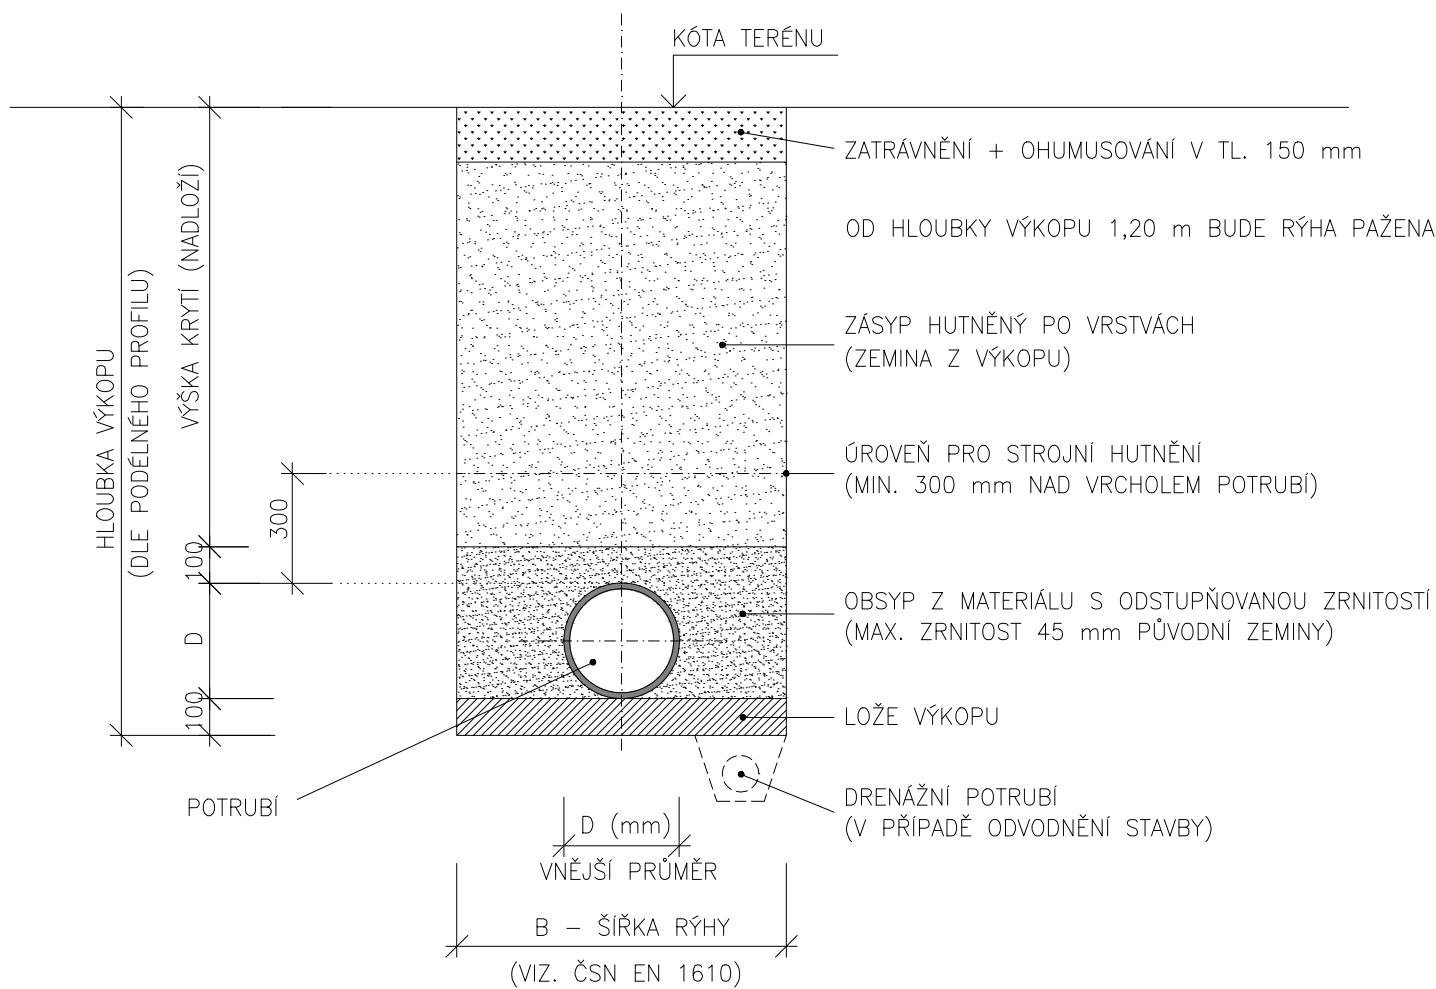 KÓTA TERÉNU
ZATRÁVNĚNÍ + OHUMUSOVÁNÍ V TL. 150 mm
OD HLOUBKY VÝKOPU 1,20 m BUDE RÝHA PAŽENA
ZÁSYP HUTNĚNÝ PO VRSTVÁCH
(ZEMINA Z VÝKOPU)
ÚROVEŇ PRO STROJNÍ HUTNĚNÍ
(MIN. 300 mm NAD VRCHOLEM POTRUBÍ)
OBSYP Z MATERIÁLU S ODSTUPŇOVANOU ZRNITOSTÍ
(MAX. ZRNITOST 45 mm PŮVODNÍ ZEMINY)
LOŽE VÝKOPU
DRENÁŽNÍ POTRUBÍ
(V PŘÍPADĚ ODVODNĚNÍ STAVBY)
HLOUBKA VÝKOPU
(DLE PODÉLNÉHO PROFILU)
VÝŠKA KRYTÍ (NADLOŽÍ)
300
100
D
100
POTRUBÍ
D (mm)
VNĚJŠÍ PRŮMĚR
B – ŠÍŘKA RÝHY
(VIZ. ČSN EN 1610)